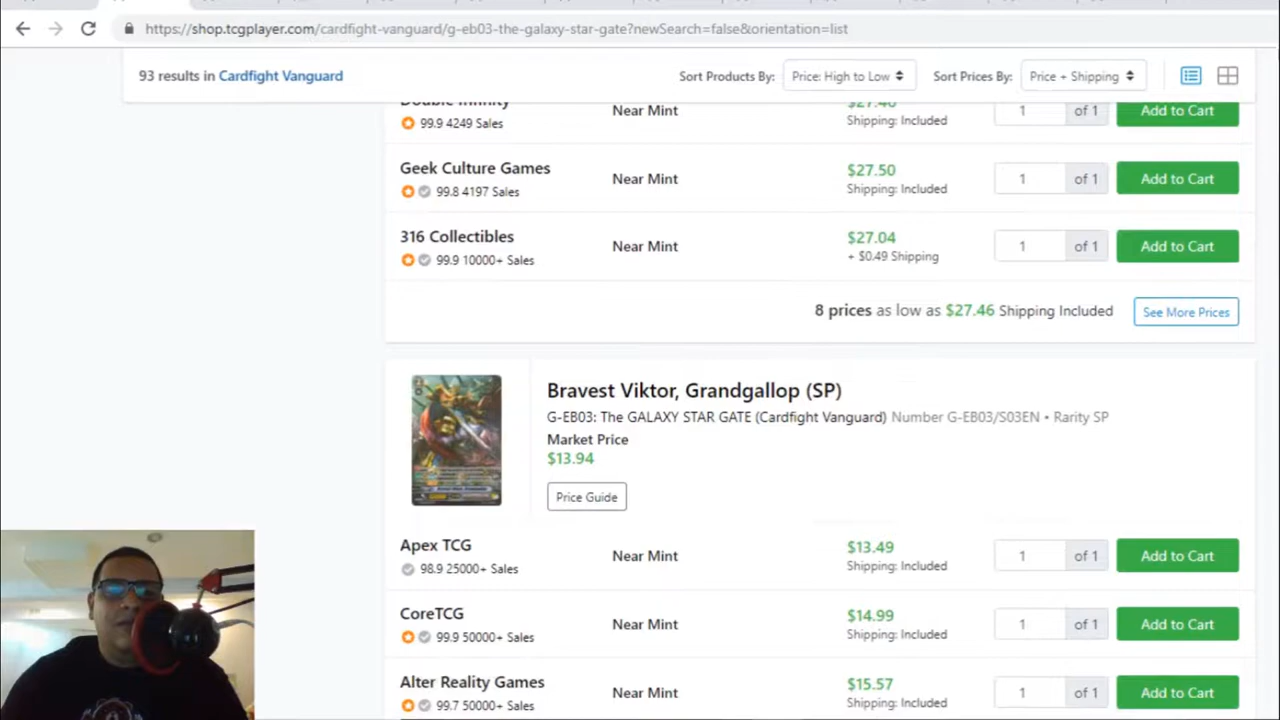 https://shop.tcgplayer.com/cardfight-vanguard/g-eb03-the-galaxy-star-gate?newSearch=false&orientation=list
93 results in Cardfight Vanguard
Sort Products By: Price: High to Low
Sort Prices By: Price + Shipping
Double Infinity
99.9 4249 Sales
Near Mint
$27.46
Shipping: Included
1 of 1
Add to Cart
Geek Culture Games
99.8 4197 Sales
Near Mint
$27.50
Shipping: Included
1 of 1
Add to Cart
316 Collectibles
99.9 10000+ Sales
Near Mint
$27.04
+ $0.49 Shipping
1 of 1
Add to Cart
8 prices as low as $27.46 Shipping Included
See More Prices
Bravest Viktor, Grandgallop (SP)
G-EB03: The GALAXY STAR GATE (Cardfight Vanguard) Number G-EB03/S03EN • Rarity SP
Market Price
$13.94
Price Guide
Apex TCG
98.9 25000+ Sales
Near Mint
$13.49
Shipping: Included
1 of 1
Add to Cart
CoreTCG
99.9 50000+ Sales
Near Mint
$14.99
Shipping: Included
1 of 1
Add to Cart
Alter Reality Games
99.7 50000+ Sales
Near Mint
$15.57
Shipping: Included
1 of 1
Add to Cart